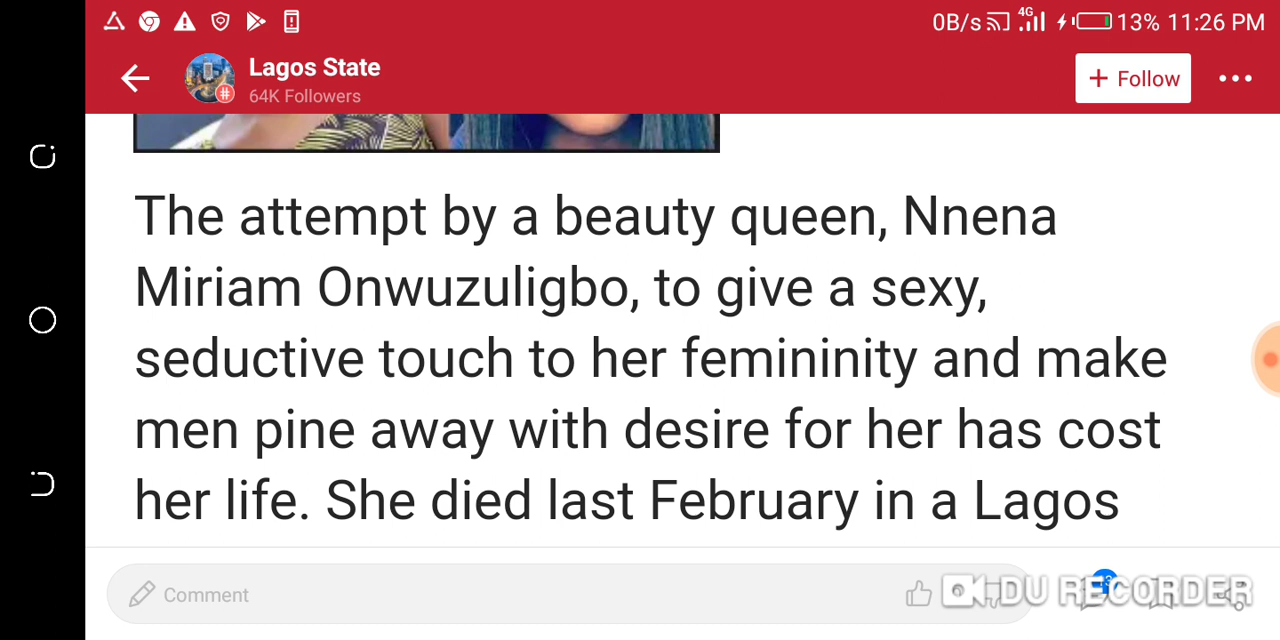 0B/s 4G 13% 11:26 PM
Lagos State
64K Followers
+ Follow
The attempt by a beauty queen, Nnena
Miriam Onwuzuligbo, to give a sexy,
seductive touch to her femininity and make
men pine away with desire for her has cost
her life. She died last February in a Lagos
Comment
DU RECORDER